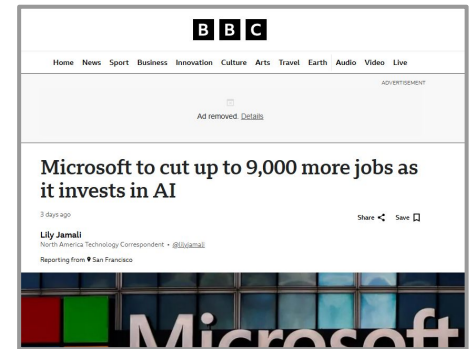 BBC
Home News Sport Business Innovation Culture Arts Travel Earth Audio Video Live
ADVERTISEMENT
Ad removed. Details
Microsoft to cut up to 9,000 more jobs as
it invests in AI
3 days ago
Share Save
Lily Jamali
North America Technology Correspondent • @lilyjamali
Reporting from San Francisco
Microsoft